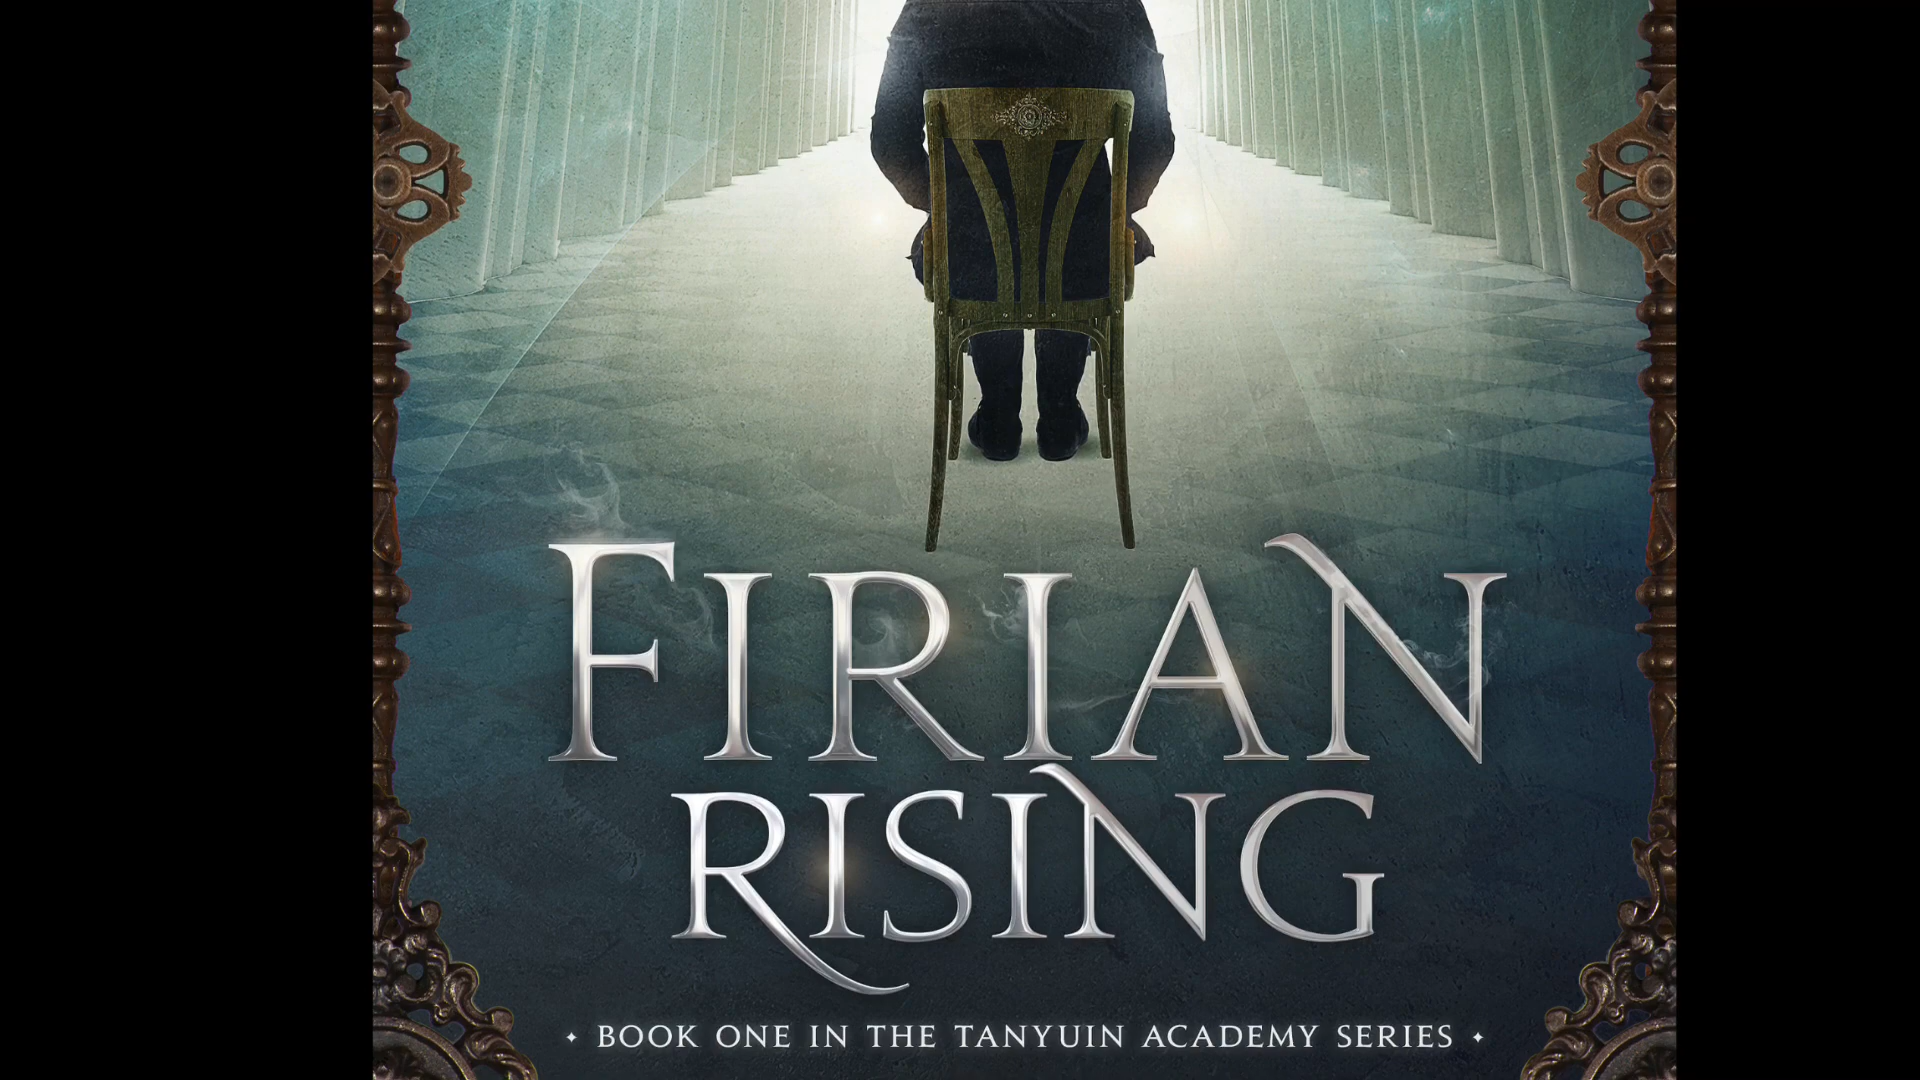 FIRIAN
RISING
✦ BOOK ONE IN THE TANYUIN ACADEMY SERIES ✦